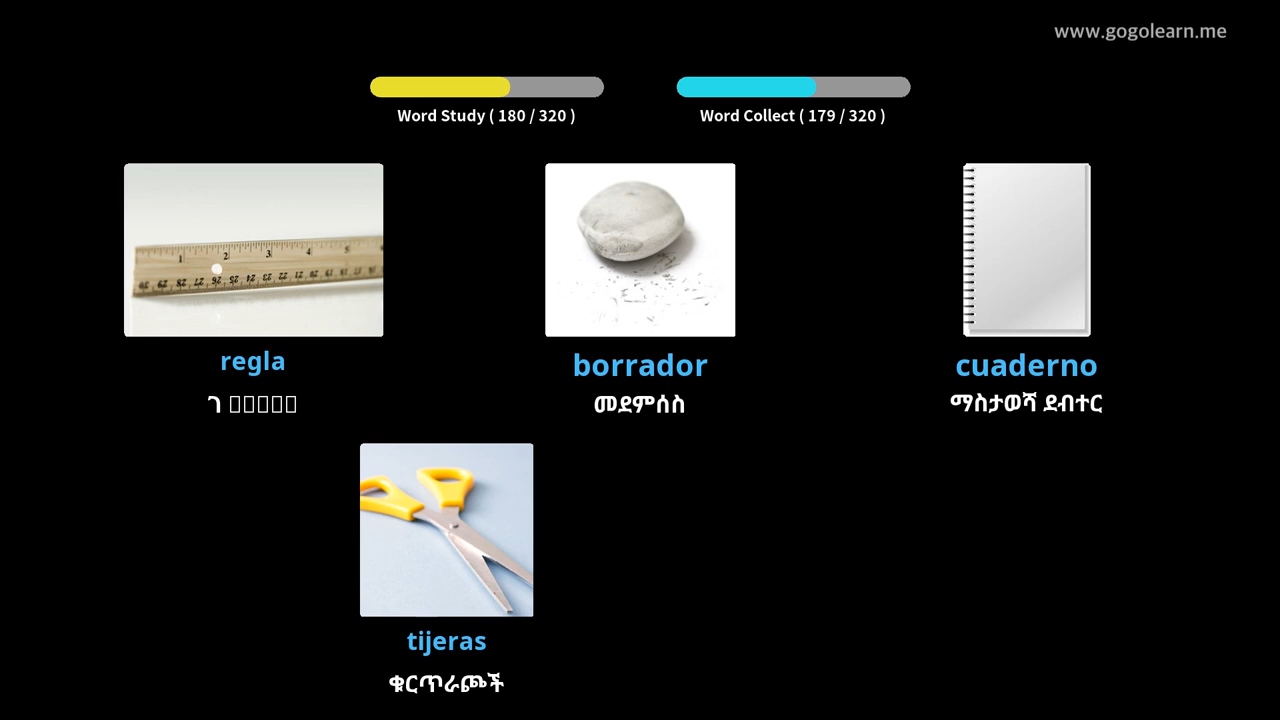 www.gogolearn.me
Word Study ( 180 / 320 )
Word Collect ( 179 / 320 )
regla
borrador
cuaderno
ገ
መደምሰስ
ማስታወሻ ደብተር
tijeras
ቁርጥራጮች